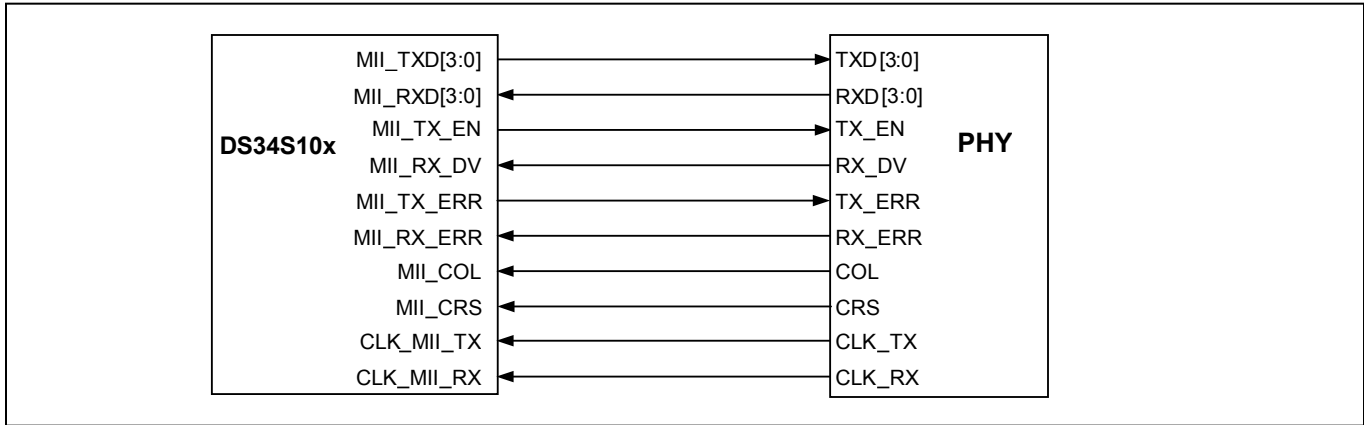 MII_TXD[3:0] TXD[3:0]
MII_RXD[3:0] RXD[3:0]
MII_TX_EN TX_EN
DS34S10x PHY
MII_RX_DV RX_DV
MII_TX_ERR TX_ERR
MII_RX_ERR RX_ERR
MII_COL COL
MII_CRS CRS
CLK_MII_TX CLK_TX
CLK_MII_RX CLK_RX